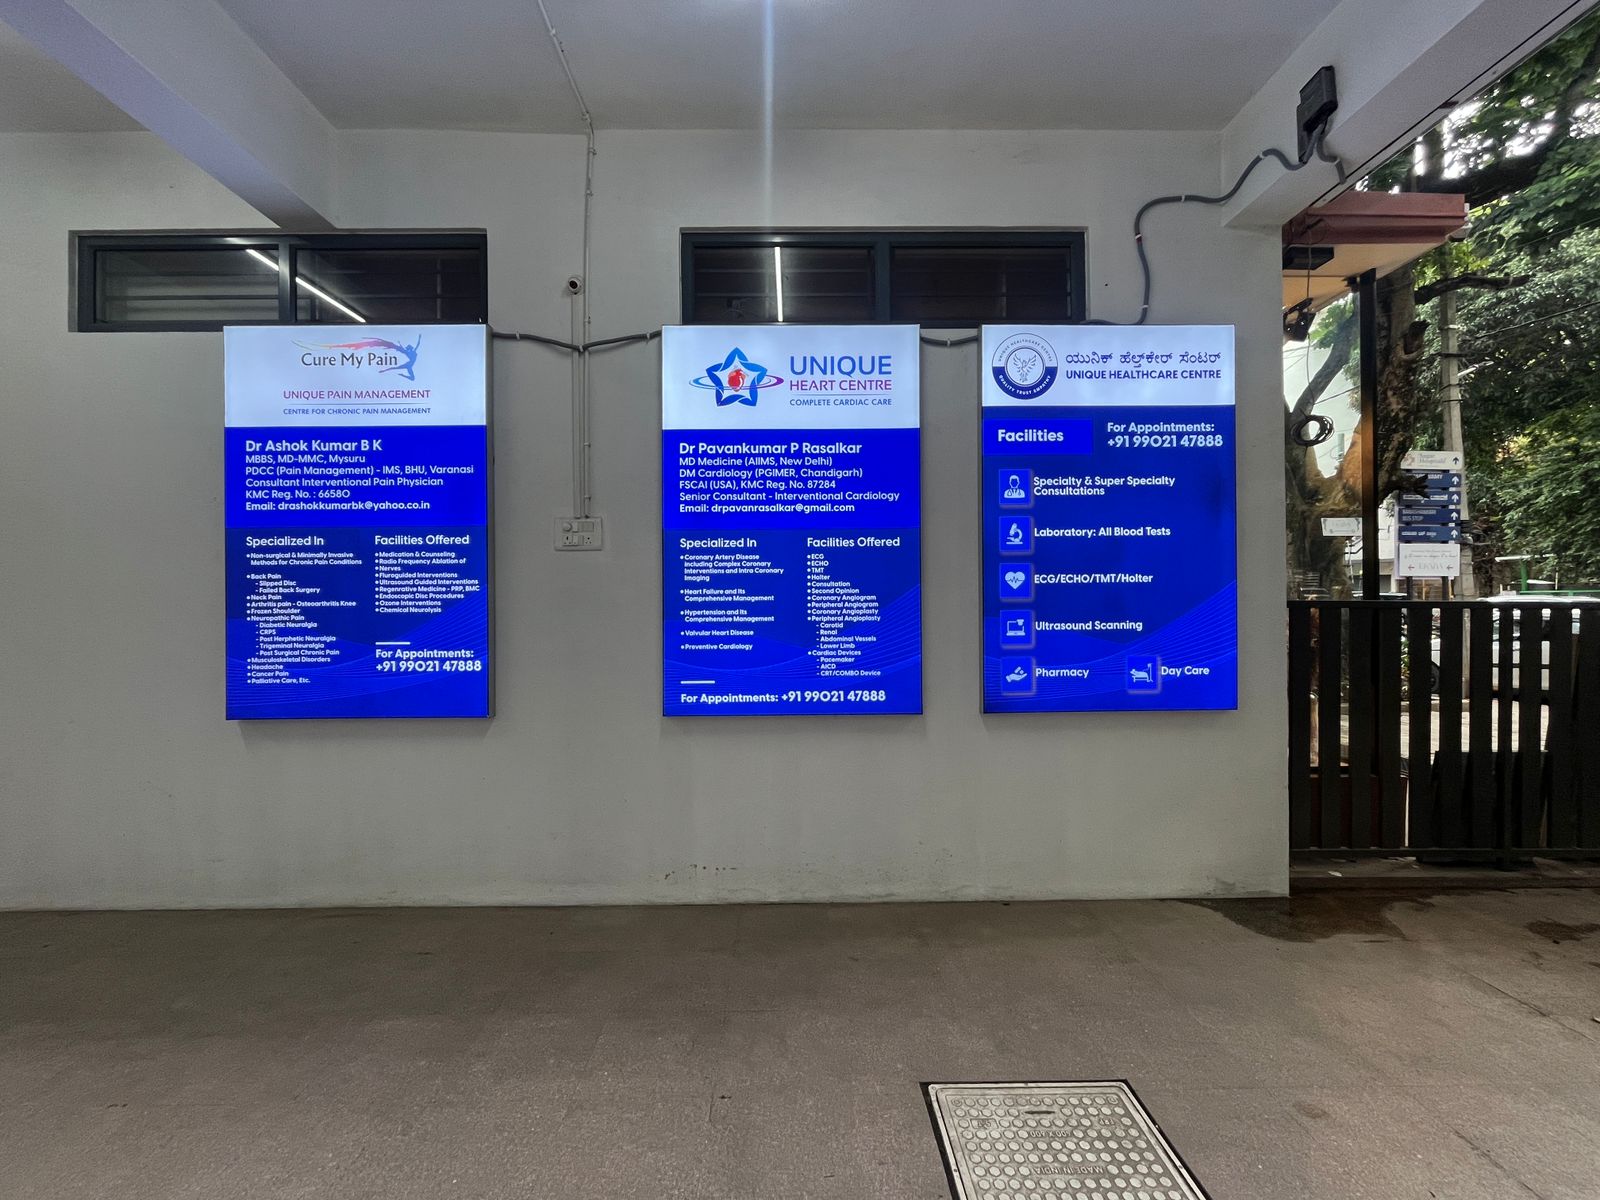 Cure My Pain
UNIQUE PAIN MANAGEMENT
CENTRE FOR CHRONIC PAIN MANAGEMENT
Dr Ashok Kumar B K
MBBS, MD-MMC, Mysuru
PDCC (Pain Management) - IMS, BHU, Varanasi
Consultant Interventional Pain Physician
KMC Reg. No. : 66580
Email: drashokkumarbk@yahoo.co.in
Specialized In
Non-surgical & Minimally Invasive
Methods for Chronic Pain Conditions
Back Pain
- Slipped Disc
- Failed Back Surgery
Neck Pain
Arthritis pain - Osteoarthritis Knee
Frozen Shoulder
Neuropathic Pain
- Diabetic Neuralgia
- CRPS
- Post Herphetic Neuralgia
- Trigeminal Neuralgia
- Post Surgical Chronic Pain
Musculoskeletal Disorders
Headache
Cancer Pain
Palliative Care, Etc.
Facilities Offered
Medication & Counseling
Radio Frequency Ablation of
Nerves
Fluroguided Interventions
Ultrasound Guided Interventions
Regenrative Medicine - PRP, BMC
Endoscopic Disc Procedures
Ozone Interventions
Chemical Neurolysis
For Appointments:
+91 99021 47888
UNIQUE
HEART CENTRE
COMPLETE CARDIAC CARE
Dr Pavankumar P Rasalkar
MD Medicine (AIIMS, New Delhi)
DM Cardiology (PGIMER, Chandigarh)
FSCAI (USA), KMC Reg. No. 87284
Senior Consultant - Interventional Cardiology
Email: drpavanrasalkar@gmail.com
Specialized In
Coronary Artery Disease
including Complex Coronary
Interventions and Intra Coronary
Imaging
Heart Failure and Its
Comprehensive Management
Hypertension and Its
Comprehensive Management
Valvular Heart Disease
Preventive Cardiology
Facilities Offered
ECG
ECHO
TMT
Holter
Consultation
Second Opinion
Coronary Angiogram
Peripheral Angiogram
Coronary Angioplasty
Peripheral Angioplasty
- Carotid
- Renal
- Abdominal Vessels
- Lower Limb
Cardiac Devices
- Pacemaker
- AICD
- CRT/COMBO Device
For Appointments: +91 99021 47888
UNIQUE HEALTHCARE CENTRE
QUALITY TRUST EMPATHY
ಯುನಿಕ್ ಹೆಲ್ತ್‌ಕೇರ್ ಸೆಂಟರ್
UNIQUE HEALTHCARE CENTRE
Facilities
For Appointments:
+91 99021 47888
Specialty & Super Specialty
Consultations
Laboratory: All Blood Tests
ECG/ECHO/TMT/Holter
Ultrasound Scanning
Pharmacy
Day Care
BUS STOP
MADE IN INDIA